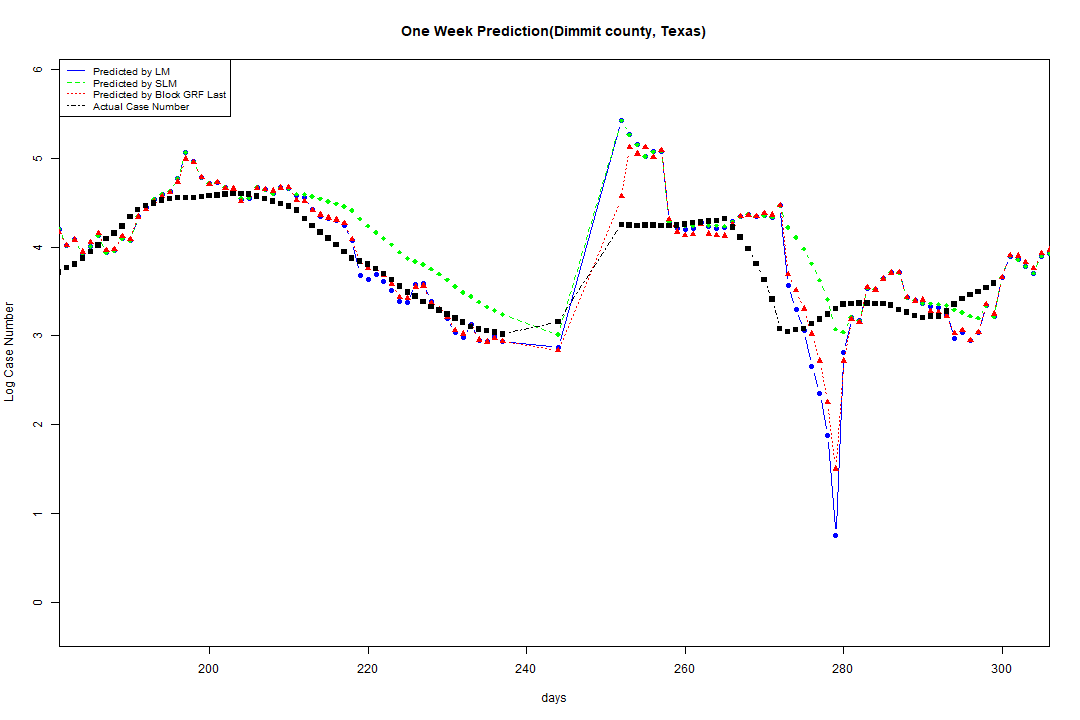 One Week Prediction(Dimmit county, Texas)
Predicted by LM
Predicted by SLM
Predicted by Block GRF Last
Actual Case Number
6
5
4
3
2
1
0
Log Case Number
200 220 240 260 280 300
days